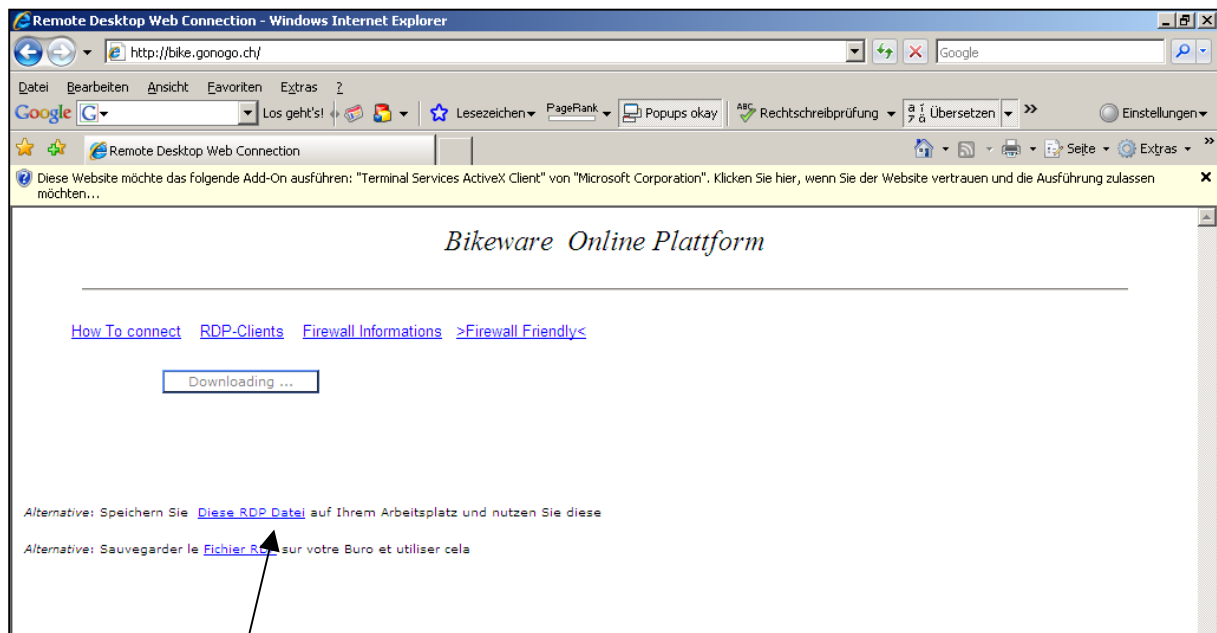 Remote Desktop Web Connection - Windows Internet Explorer
http://bike.gonogo.ch/
Google
Datei Bearbeiten Ansicht Favoriten Extras ?
Google G Los geht's! Lesezeichen PageRank Popups okay ABC Rechtschreibprüfung Übersetzen >> Einstellungen
Remote Desktop Web Connection Seite Extras >>
Diese Website möchte das folgende Add-On ausführen: "Terminal Services ActiveX Client" von "Microsoft Corporation". Klicken Sie hier, wenn Sie der Website vertrauen und die Ausführung zulassen
möchten...
Bikeware Online Plattform
How To connect RDP-Clients Firewall Informations >Firewall Friendly<
Downloading ...
Alternative: Speichern Sie Diese RDP Datei auf Ihrem Arbeitsplatz und nutzen Sie diese
Alternative: Sauvegarder le Fichier RDP sur votre Buro et utiliser cela